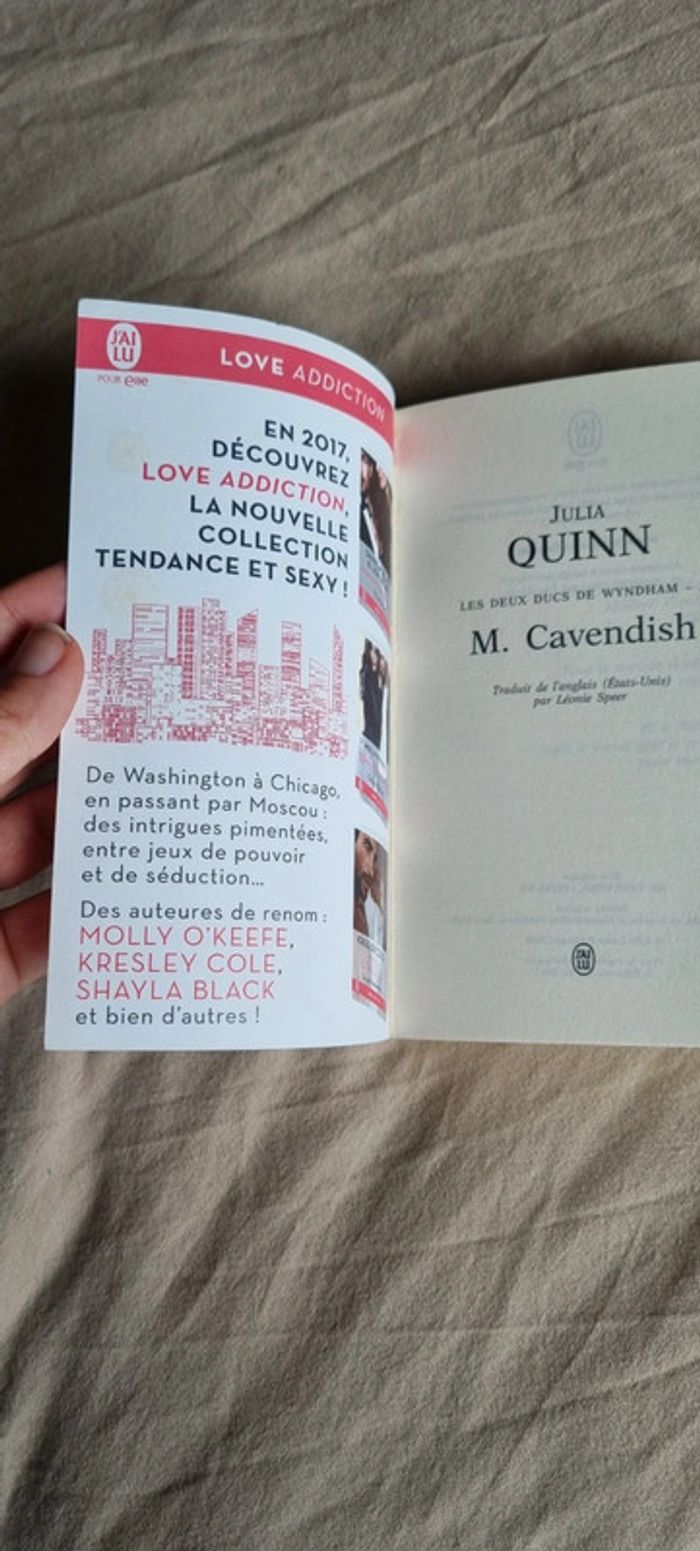 J'AI
LU
POUR elle
LOVE ADDICTION
EN 2017,
DÉCOUVREZ
LOVE ADDICTION,
LA NOUVELLE
COLLECTION
TENDANCE ET SEXY !
De Washington à Chicago,
en passant par Moscou :
des intrigues pimentées,
entre jeux de pouvoir
et de séduction...
Des auteures de renom :
MOLLY O'KEEFE,
KRESLEY COLE,
SHAYLA BLACK
et bien d'autres !
JULIA
QUINN
LES DEUX DUCS DE WYNDHAM –
M. Cavendish
Traduit de l'anglais (États-Unis)
par Léonie Speer
J'AI
LU